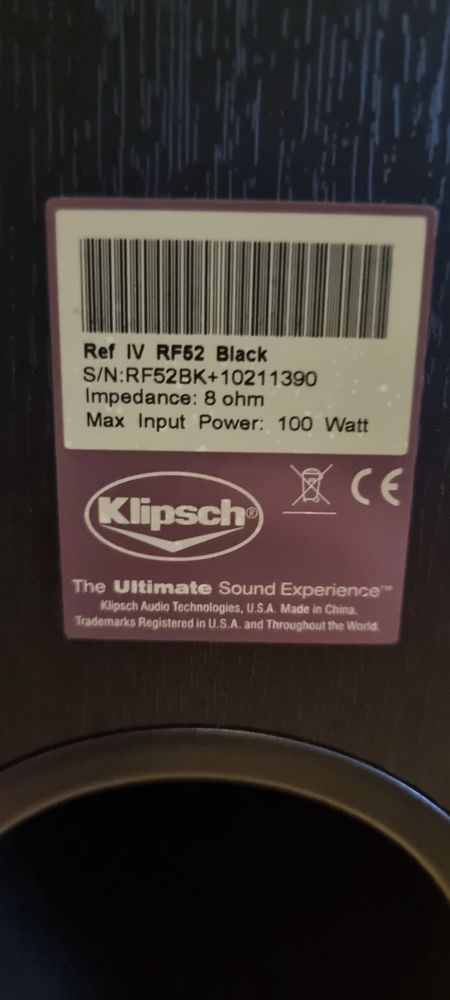 Ref IV RF52 Black
S/N:RF52BK+10211390
Impedance: 8 ohm
Max Input Power: 100 Watt
CE
Klipsch®
The Ultimate Sound Experience™
Klipsch Audio Technologies, U.S.A. Made in China.
Trademarks Registered in U.S.A. and Throughout the World.